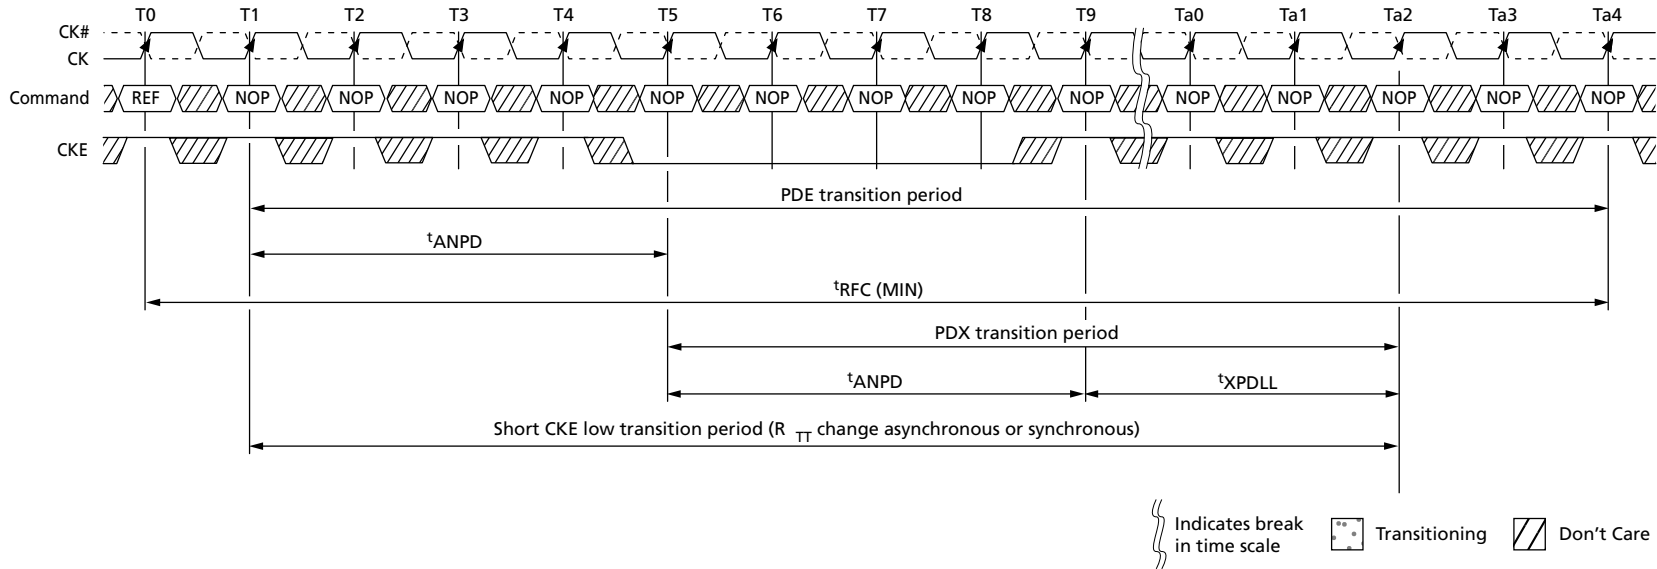 T0 T1 T2 T3 T4 T5 T6 T7 T8 T9 Ta0 Ta1 Ta2 Ta3 Ta4
CK#
CK
Command REF NOP NOP NOP NOP NOP NOP NOP NOP NOP NOP NOP NOP NOP NOP
CKE
PDE transition period
tANPD
tRFC (MIN)
PDX transition period
tANPD tXPDLL
Short CKE low transition period (R TT change asynchronous or synchronous)
Indicates break
in time scale
Transitioning
Don't Care